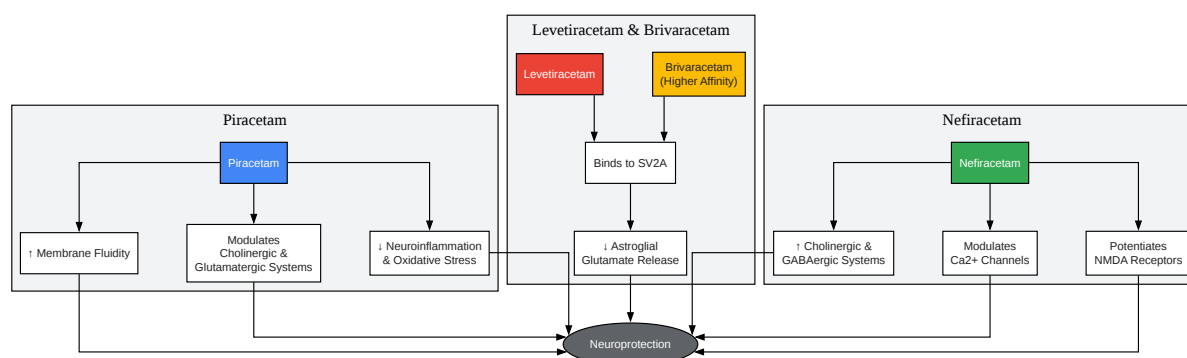 Levetiracetam & Brivaracetam
Levetiracetam
Brivaracetam
(Higher Affinity)
Binds to SV2A
↓ Astroglial
Glutamate Release
Piracetam
Piracetam
↑ Membrane Fluidity
Modulates
Cholinergic &
Glutamatergic Systems
↓ Neuroinflammation
& Oxidative Stress
Nefiracetam
Nefiracetam
↑ Cholinergic &
GABAergic Systems
Modulates
Ca2+ Channels
Potentiates
NMDA Receptors
Neuroprotection